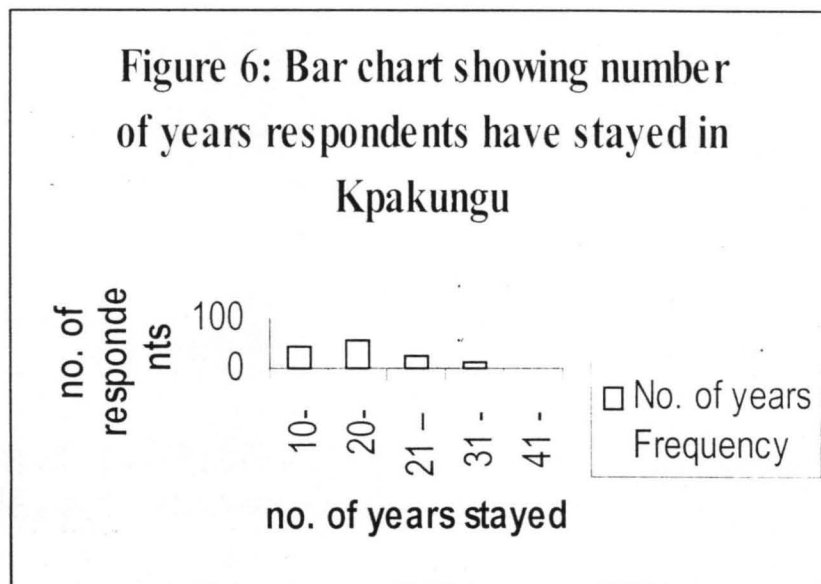 Figure 6: Bar chart showing number
of years respondents have stayed in
Kpakungu
no. of
responde
nts
100
0
10-
20-
21 –
31 -
41 -
no. of years stayed
No. of years
Frequency